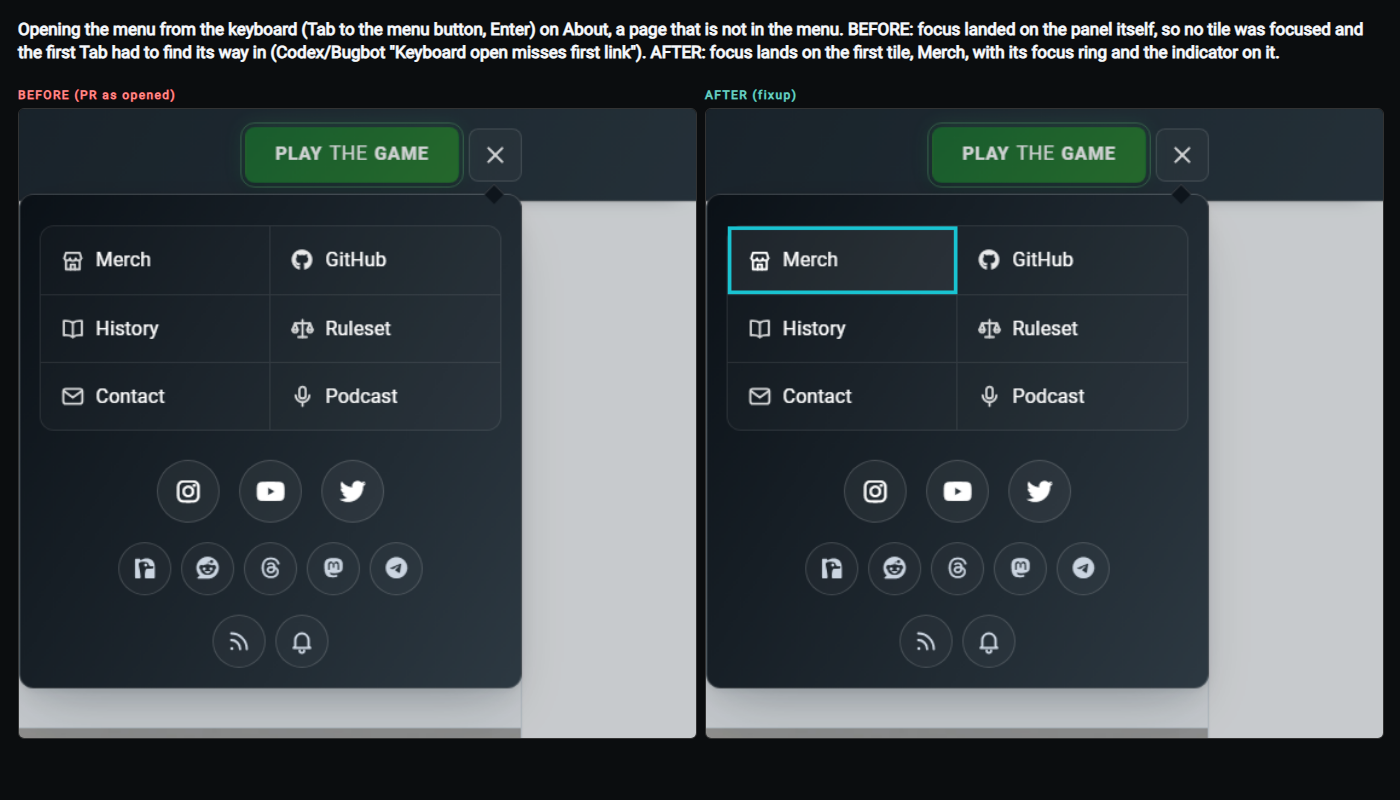 Opening the menu from the keyboard (Tab to the menu button, Enter) on About, a page that is not in the menu. BEFORE: focus landed on the panel itself, so no tile was focused and
the first Tab had to find its way in (Codex/Bugbot "Keyboard open misses first link"). AFTER: focus lands on the first tile, Merch, with its focus ring and the indicator on it.
BEFORE (PR as opened)
PLAY THE GAME
Merch
GitHub
History
Ruleset
Contact
Podcast
AFTER (fixup)
PLAY THE GAME
Merch
GitHub
History
Ruleset
Contact
Podcast